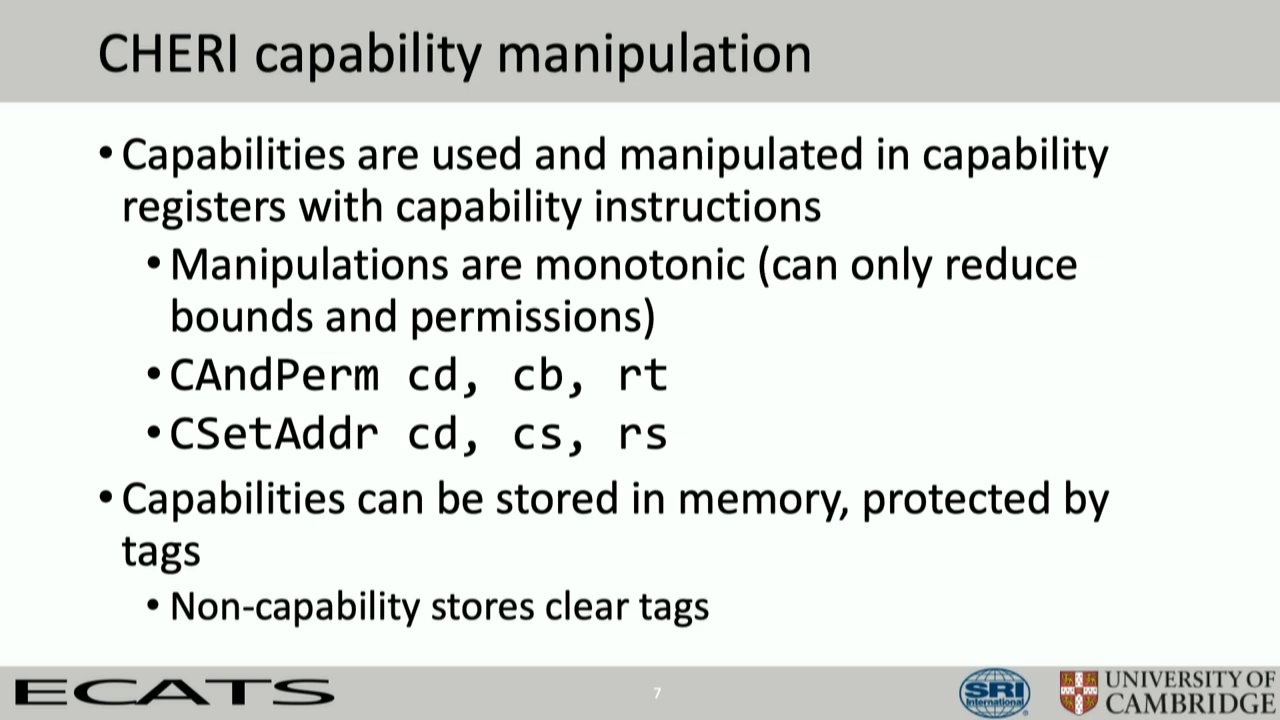 CHERI capability manipulation
• Capabilities are used and manipulated in capability
registers with capability instructions
• Manipulations are monotonic (can only reduce
bounds and permissions)
• CAndPerm cd, cb, rt
• CSetAddr cd, cs, rs
• Capabilities can be stored in memory, protected by
tags
• Non-capability stores clear tags
ECATS
7
SRI
International
UNIVERSITY OF
CAMBRIDGE